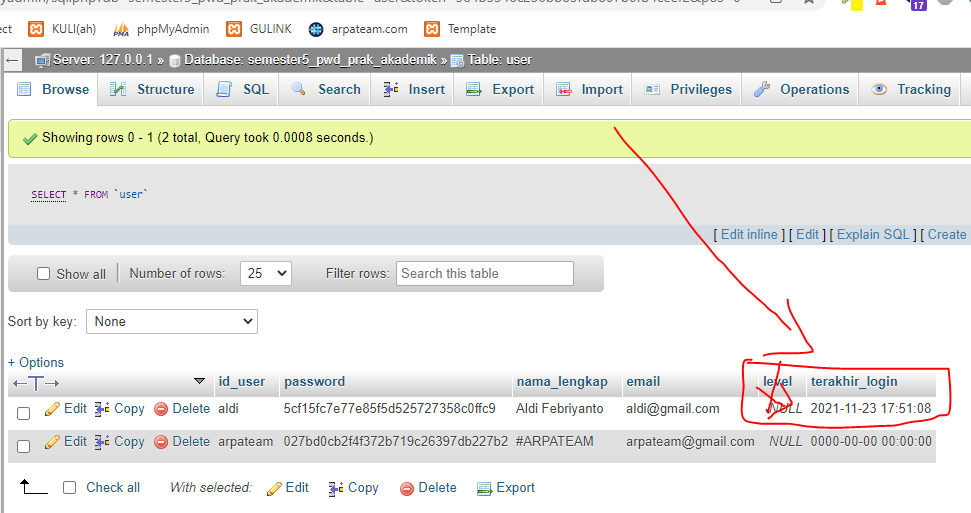 KULI(ah) phpMyAdmin GULINK arpateam.com Template
Server: 127.0.0.1 » Database: semester5_pwd_prak_akademik » Table: user
Browse Structure SQL Search Insert Export Import Privileges Operations Tracking
Showing rows 0 - 1 (2 total, Query took 0.0008 seconds.)
SELECT * FROM `user`
[ Edit inline ] [ Edit ] [ Explain SQL ] [ Create
Show all Number of rows: 25 Filter rows: Search this table
Sort by key: None
+ Options
id_user password nama_lengkap email level terakhir_login
Edit Copy Delete aldi 5cf15fc7e77e85f5d525727358c0ffc9 Aldi Febriyanto aldi@gmail.com NULL 2021-11-23 17:51:08
Edit Copy Delete arpateam 027bd0cb2f4f372b719c26397db227b2 #ARPATEAM arpateam@gmail.com NULL 0000-00-00 00:00:00
Check all With selected: Edit Copy Delete Export